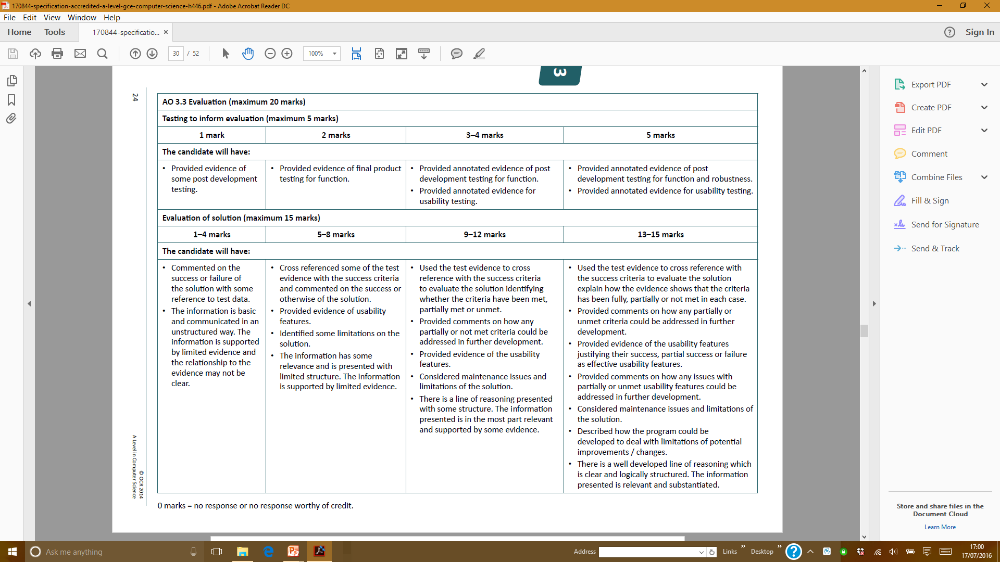 170844-specification-accredited-a-level-gce-computer-science-h446.pdf - Adobe Acrobat Reader DC
File Edit View Window Help
Home Tools 170844-specificatio... ×
Sign In
30 / 52
100%
3
24
AO 3.3 Evaluation (maximum 20 marks)
Testing to inform evaluation (maximum 5 marks)
1 mark
2 marks
3–4 marks
5 marks
The candidate will have:
• Provided evidence of
some post development
testing.
• Provided evidence of final product
testing for function.
• Provided annotated evidence of post
development testing for function.
• Provided annotated evidence for
usability testing.
• Provided annotated evidence of post
development testing for function and robustness.
• Provided annotated evidence for usability testing.
Evaluation of solution (maximum 15 marks)
1–4 marks
5–8 marks
9–12 marks
13–15 marks
The candidate will have:
• Commented on the
success or failure of
the solution with some
reference to test data.
• The information is basic
and communicated in an
unstructured way. The
information is supported
by limited evidence and
the relationship to the
evidence may not be
clear.
• Cross referenced some of the test
evidence with the success criteria
and commented on the success or
otherwise of the solution.
• Provided evidence of usability
features.
• Identified some limitations on the
solution.
• The information has some
relevance and is presented with
limited structure. The information
is supported by limited evidence.
• Used the test evidence to cross
reference with the success criteria
to evaluate the solution identifying
whether the criteria have been met,
partially met or unmet.
• Provided comments on how any
partially or not met criteria could be
addressed in further development.
• Provided evidence of the usability
features.
• Considered maintenance issues and
limitations of the solution.
• There is a line of reasoning presented
with some structure. The information
presented is in the most part relevant
and supported by some evidence.
• Used the test evidence to cross reference with
the success criteria to evaluate the solution
explain how the evidence shows that the criteria
has been fully, partially or not met in each case.
• Provided comments on how any partially or
unmet criteria could be addressed in further
development.
• Provided evidence of the usability features
justifying their success, partial success or failure
as effective usability features.
• Provided comments on how any issues with
partially or unmet usability features could be
addressed in further development.
• Considered maintenance issues and limitations of
the solution.
• Described how the program could be
developed to deal with limitations of potential
improvements / changes.
• There is a well developed line of reasoning which
is clear and logically structured. The information
presented is relevant and substantiated.
0 marks = no response or no response worthy of credit.
© OCR 2014
A Level in Computer Science
Export PDF
Create PDF
Edit PDF
Comment
Combine Files
Fill & Sign
Send for Signature
Send & Track
Store and share files in the
Document Cloud
Learn More
Ask me anything
Address
Links
Desktop
17:00
17/07/2016